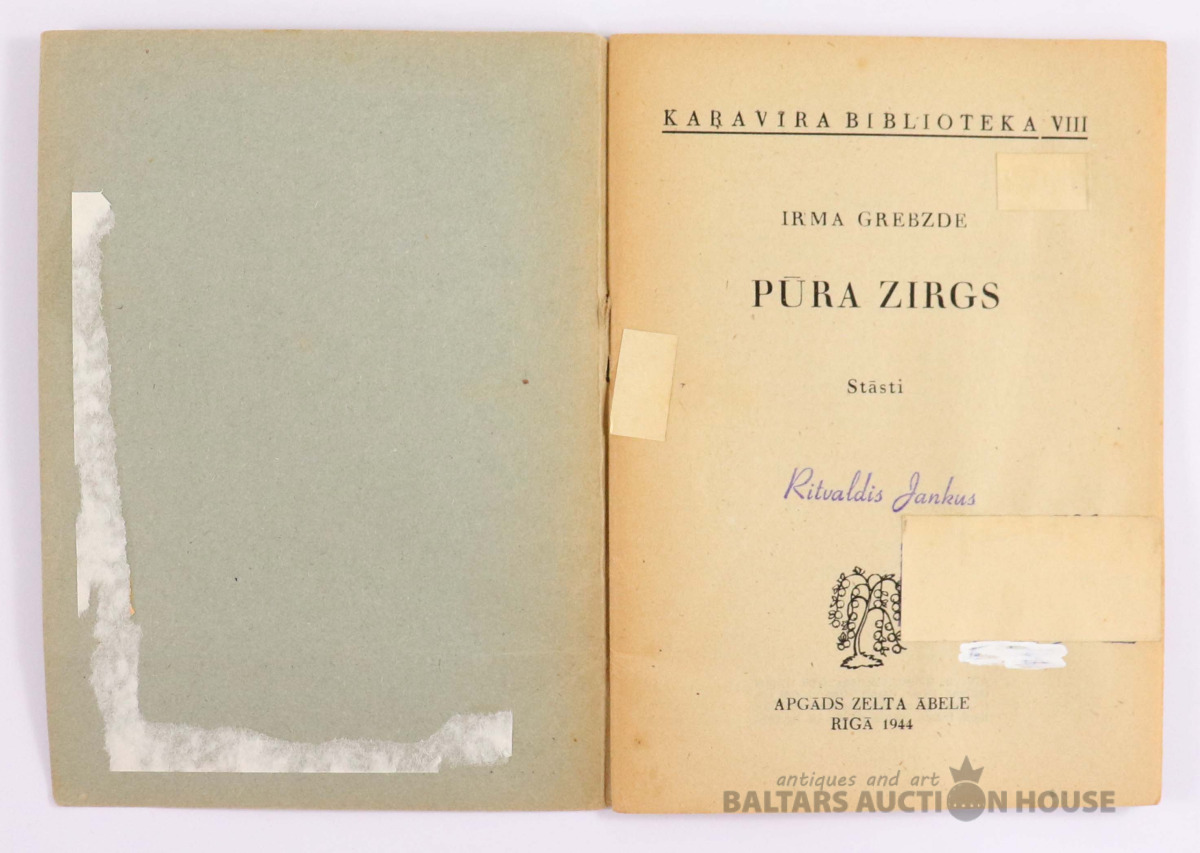 KAŖAVĪRA BIBLIOTEKA VIII
IRMA GREBZDE
PŪRA ZIRGS
Stāsti
Ritvaldis Jankus
APGĀDS ZELTA ĀBELE
RĪGĀ 1944
antiques and art
BALTARS AUCTION HOUSE